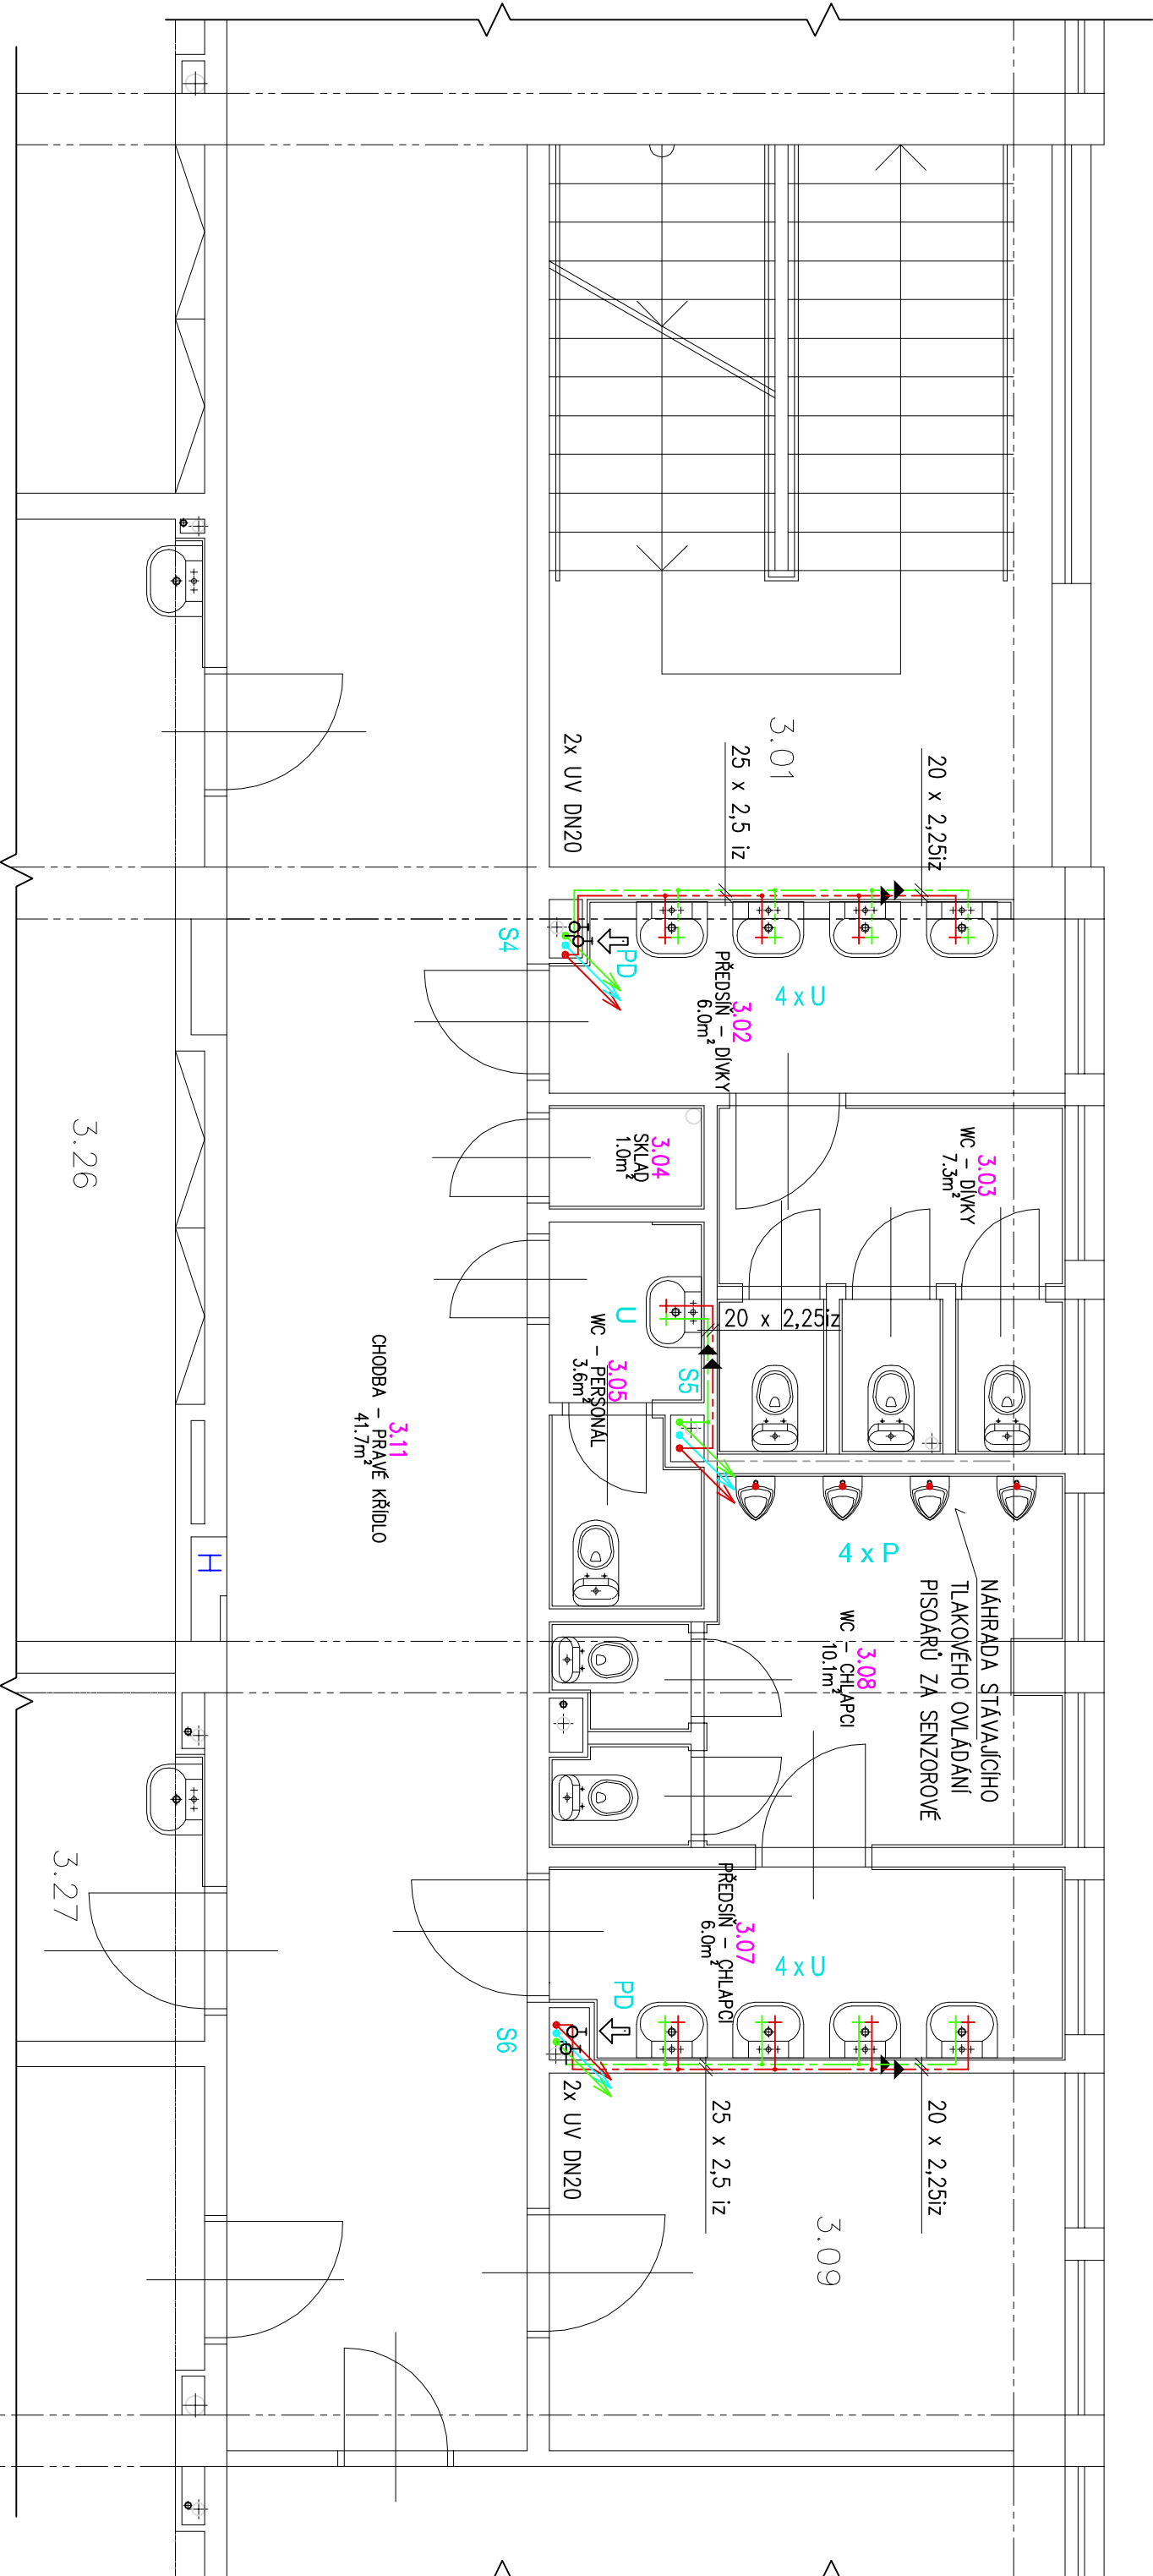 3.01
2x UV DN20
25 x 2,5 iz
20 x 2,25iz
S4
PD
4 x U
3.02
PŘEDSÍŇ – DÍVKY
6.0m²
3.03
WC – DÍVKY
7.3m²
3.04
SKLAD
1.0m²
3.26
U
20 x 2,25iz
S5
3.05
WC – PERSONÁL
3.6m²
3.11
CHODBA – PRAVÉ KŘÍDLO
41.7m²
H
4 x P
NÁHRADA STÁVAJÍCÍHO
TLAKOVÉHO OVLÁDÁNÍ
PISOÁRŮ ZA SENZOROVÉ
3.08
WC – CHLAPCI
10.1m²
3.07
PŘEDSÍŇ – CHLAPCI
6.0m²
4 x U
3.27
PD
S6
2x UV DN20
25 x 2,5 iz
20 x 2,25iz
3.09